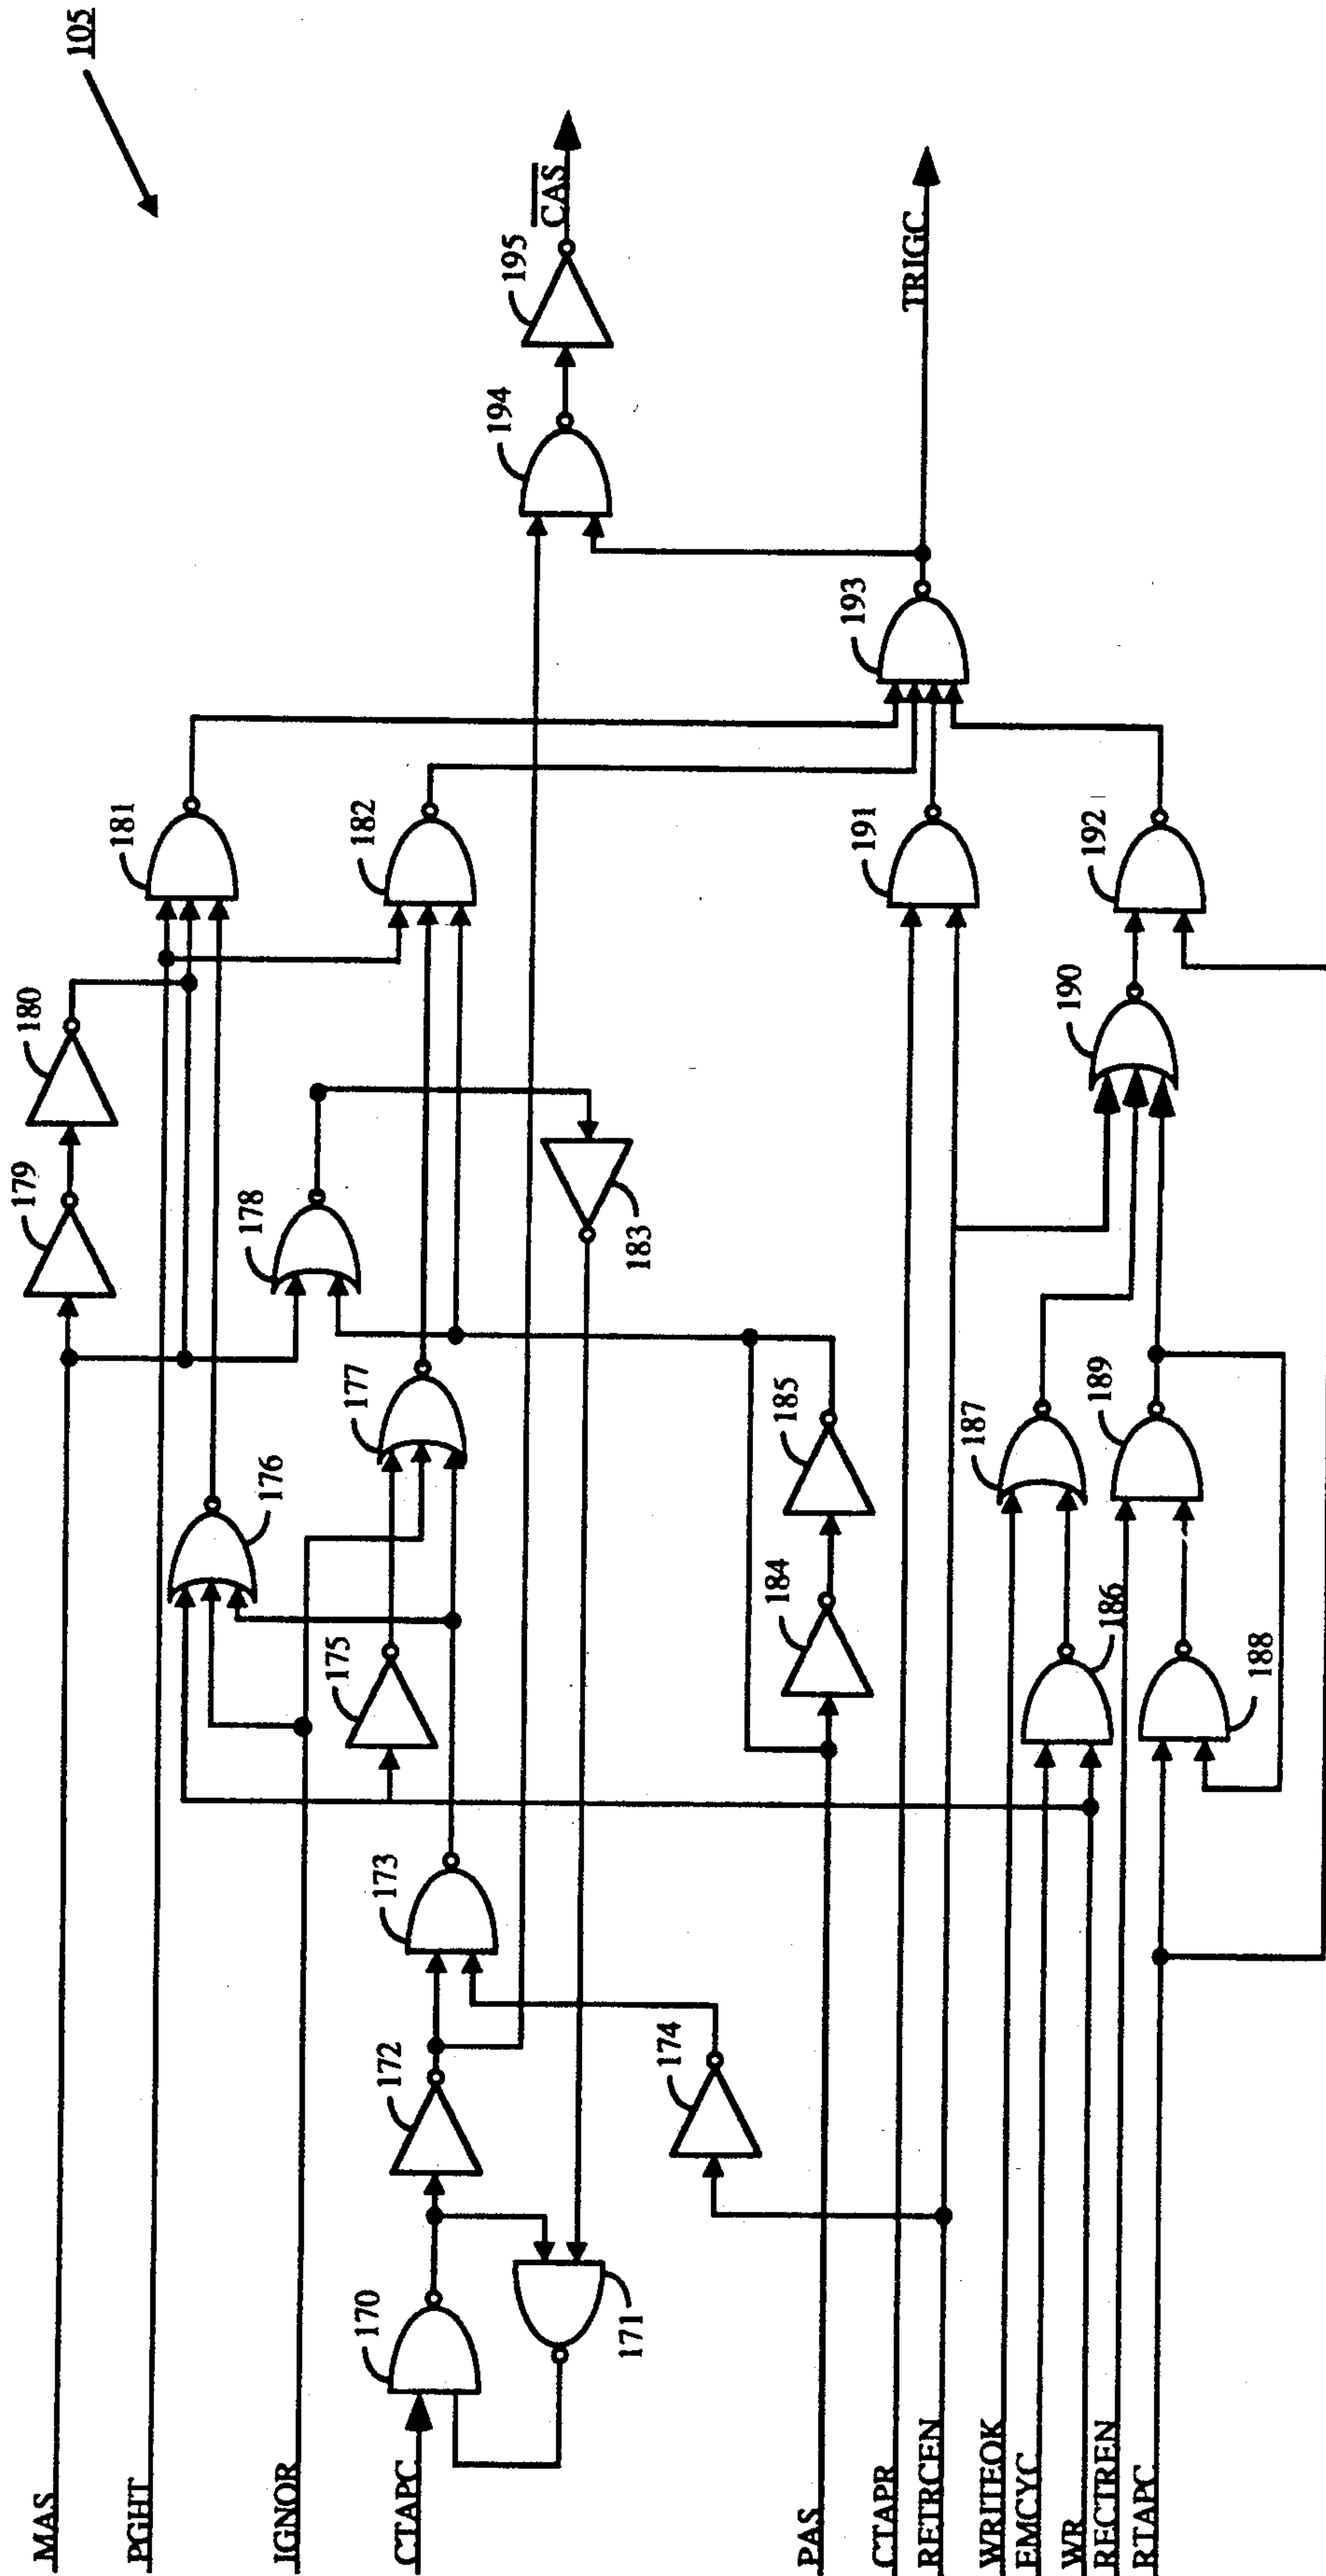 105
MAS
179
180
181
PGHT
176
IGNOR
178
175
177
182
CTAPC
170
172
173
171
183
194
195
C̅A̅S̅
174
PAS
184
185
CTAPR
RETRCEN
191
193
TRIGC
WRITEOK
187
190
EMCYC
186
WR
RECTREN
189
192
RTAPC
188